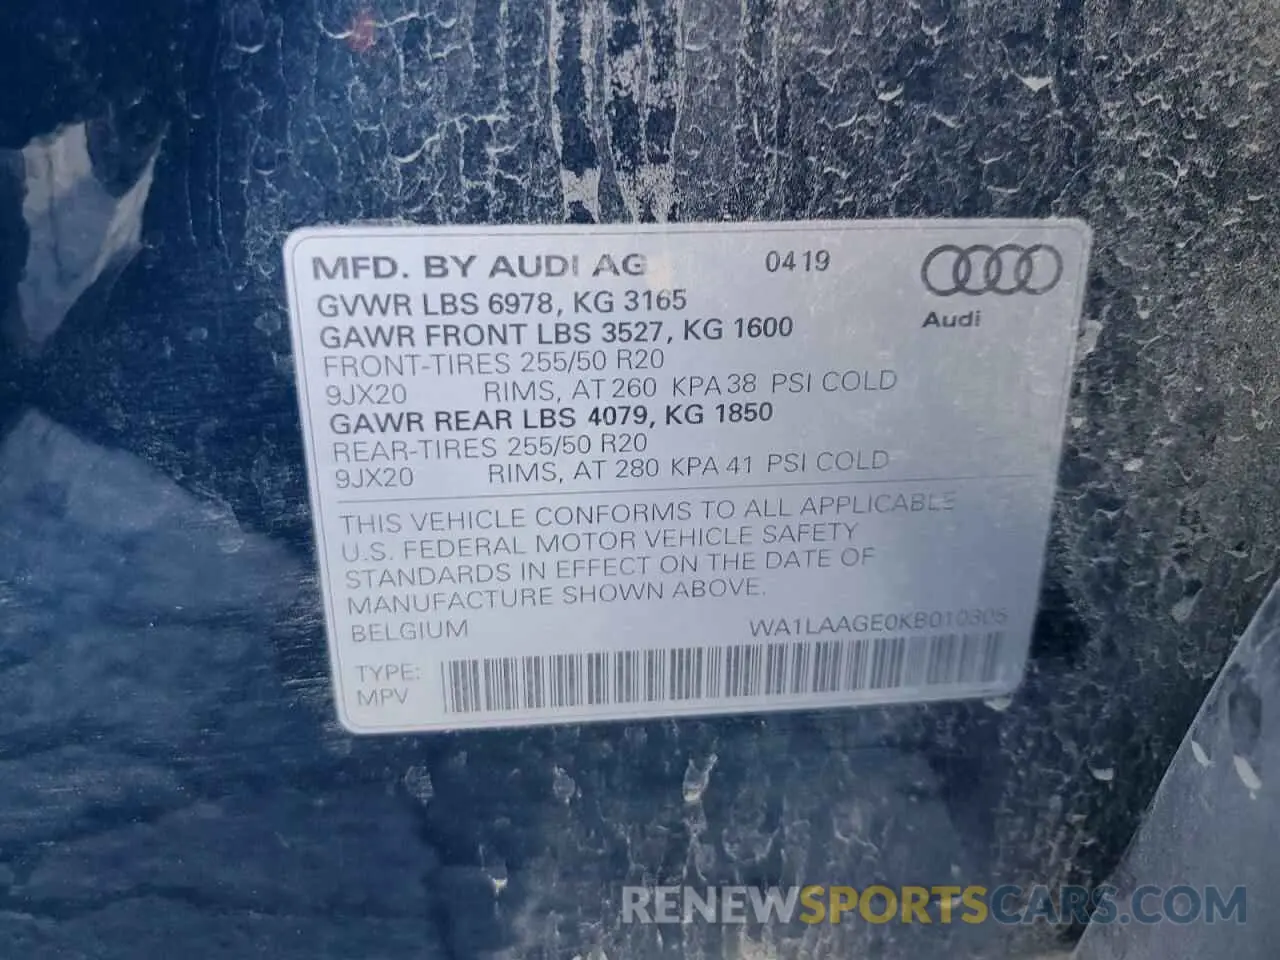 MFD. BY AUDI AG 0419
Audi
GVWR LBS 6978, KG 3165
GAWR FRONT LBS 3527, KG 1600
FRONT-TIRES 255/50 R20
9JX20 RIMS, AT 260 KPA 38 PSI COLD
GAWR REAR LBS 4079, KG 1850
REAR-TIRES 255/50 R20
9JX20 RIMS, AT 280 KPA 41 PSI COLD
THIS VEHICLE CONFORMS TO ALL APPLICABLE
U.S. FEDERAL MOTOR VEHICLE SAFETY
STANDARDS IN EFFECT ON THE DATE OF
MANUFACTURE SHOWN ABOVE.
BELGIUM WA1LAAGE0KB010305
TYPE:
MPV
RENEWSPORTSCARS.COM